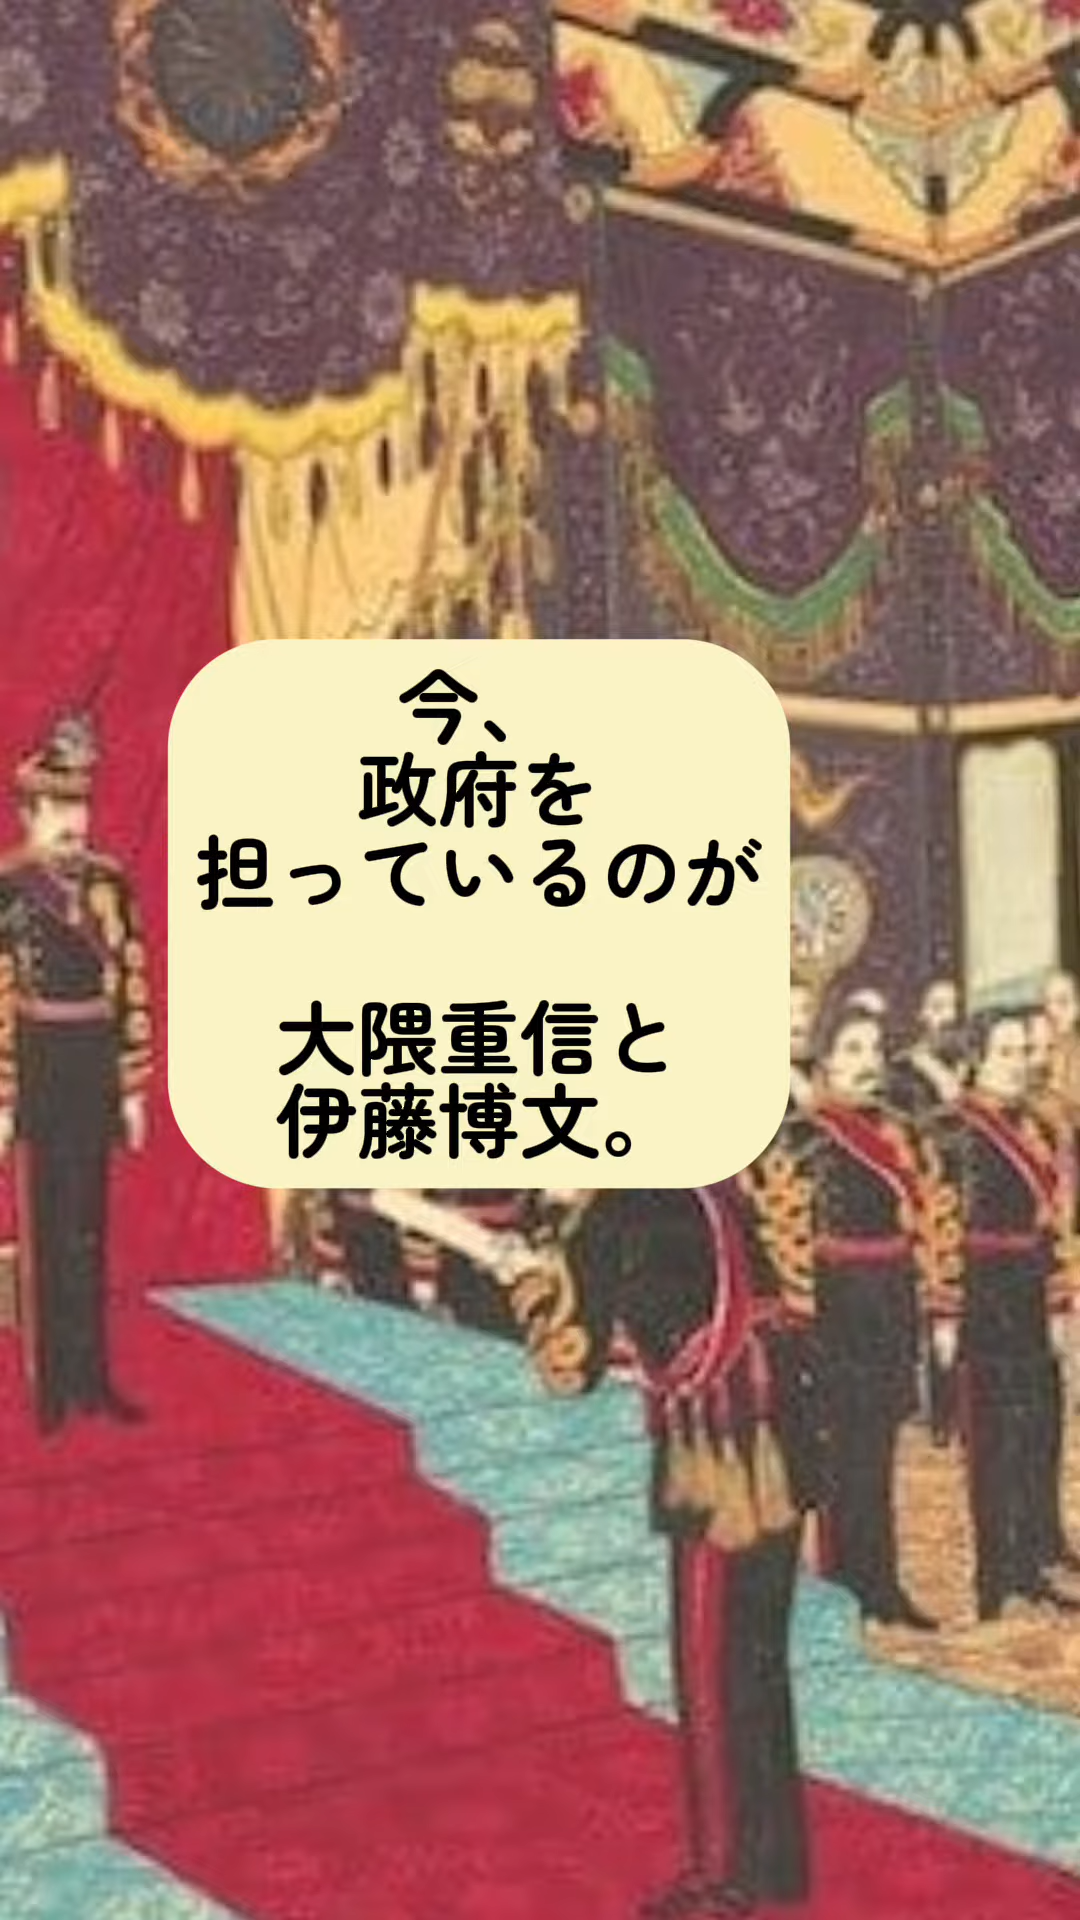 今、
政府を
担っているのが
大隈重信と
伊藤博文。